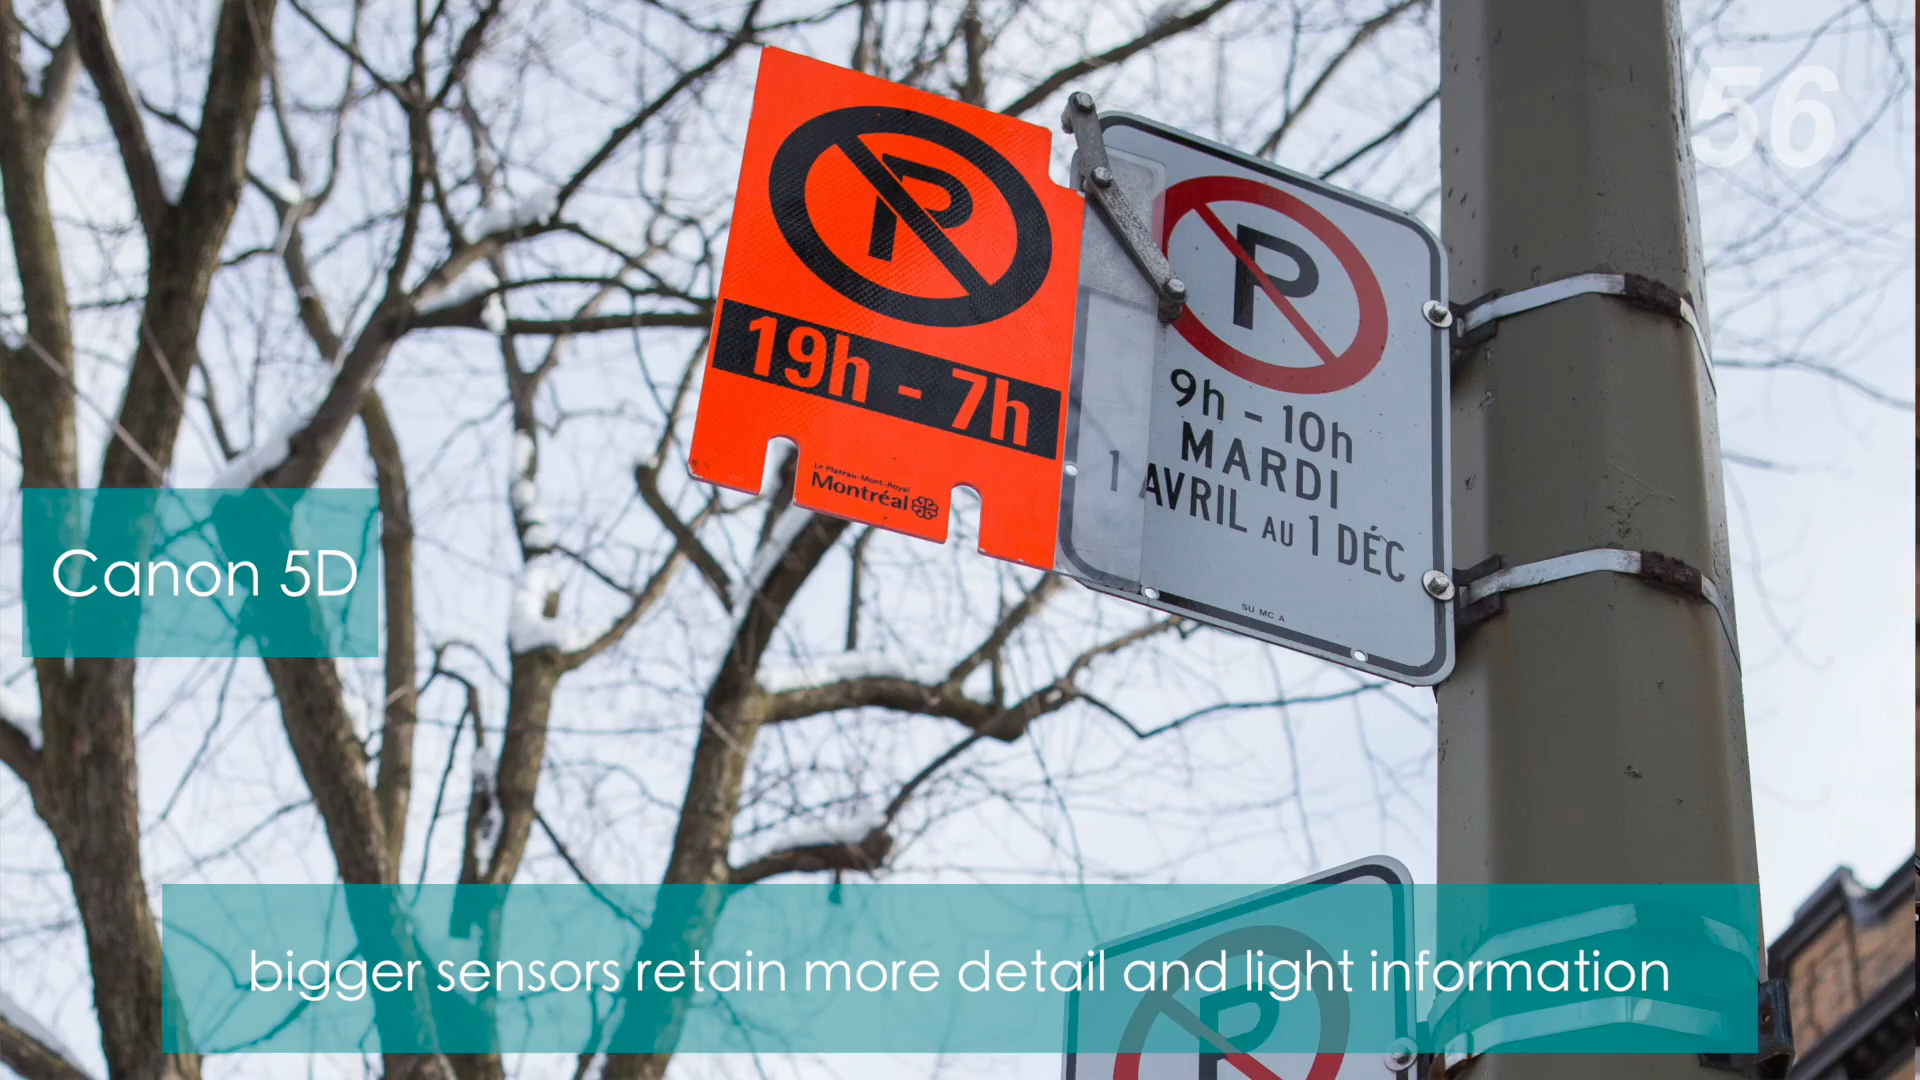 56
P
19h - 7h
Le Plateau-Mont-Royal
Montréal
P
9h - 10h
MARDI
1 AVRIL AU 1 DÉC
SU MC A
Canon 5D
bigger sensors retain more detail and light information
P